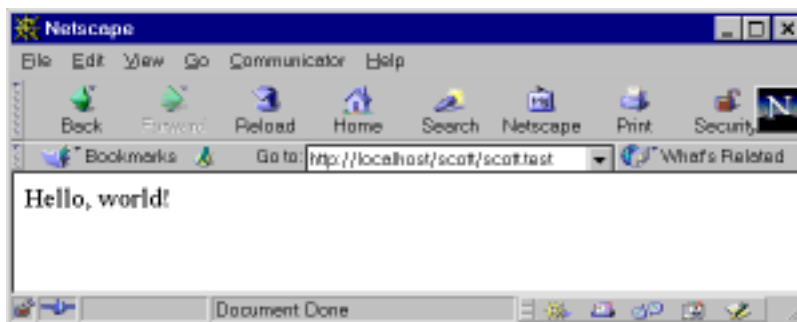 Netscape
File Edit View Go Communicator Help
Back Forward Reload Home Search Netscape Print Security N
Bookmarks Go to: http://localhost/scott/scott.test What's Related
Hello, world!
Document Done